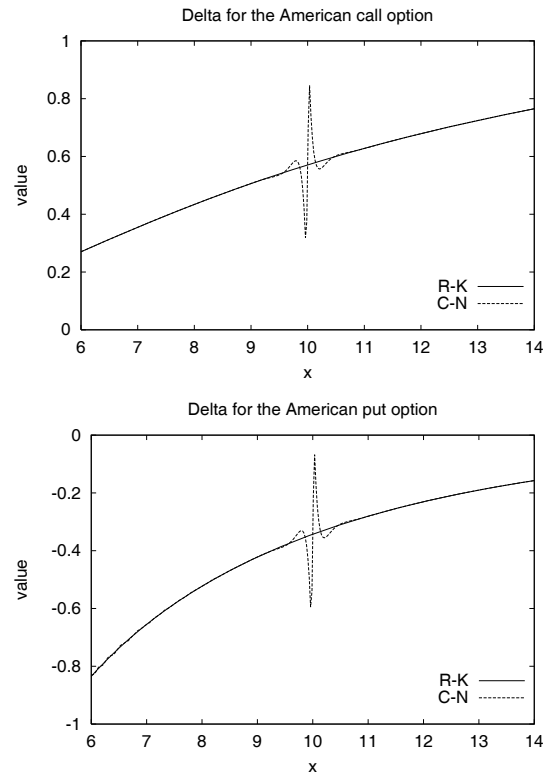 Delta for the American call option
1
0.8
0.6
0.4
0.2
0
value
6 7 8 9 10 11 12 13 14
x
R-K
C-N
Delta for the American put option
0
-0.2
-0.4
-0.6
-0.8
-1
value
6 7 8 9 10 11 12 13 14
x
R-K
C-N